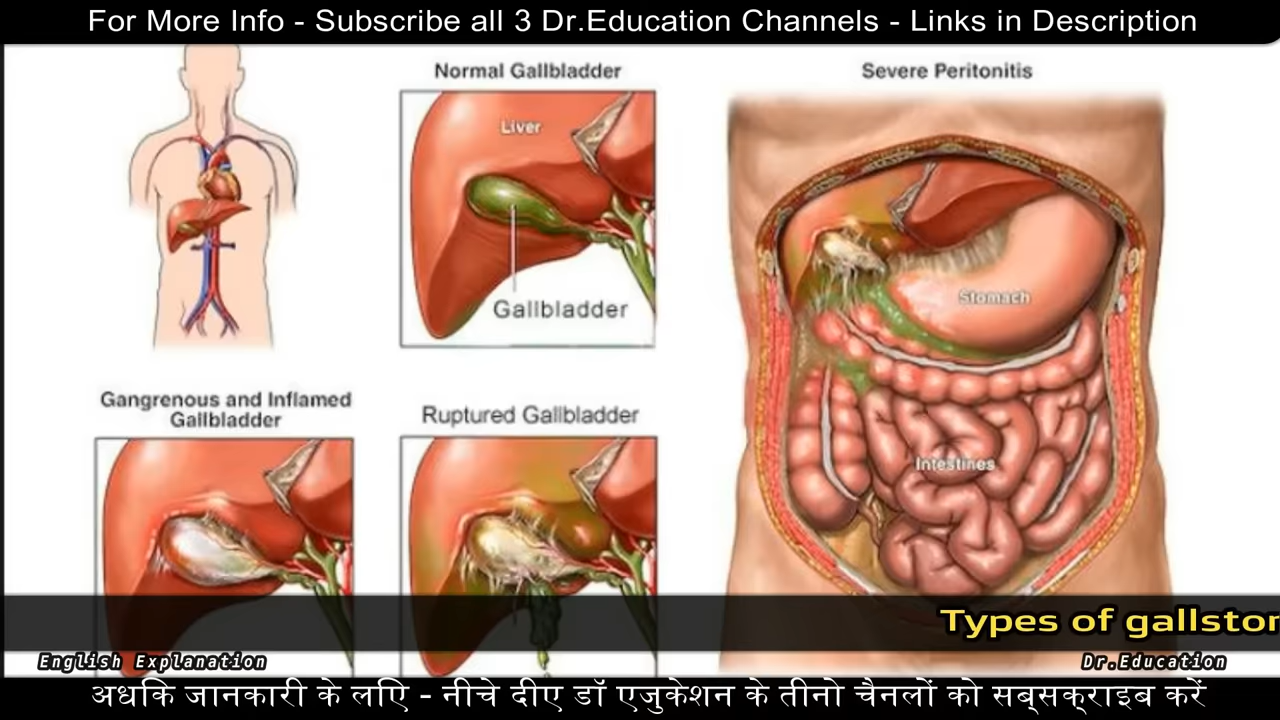 For More Info - Subscribe all 3 Dr.Education Channels - Links in Description
Normal Gallbladder
Severe Peritonitis
Liver
Gallbladder
Stomach
Gangrenous and Inflamed
Gallbladder
Ruptured Gallbladder
Intestines
Types of gallstor
English Explanation
Dr.Education
अधकि जानकारी के लएि - नीचे दीए डॉ एजुकेशन के तीनो चैनलों को सब्सक्राइब करें